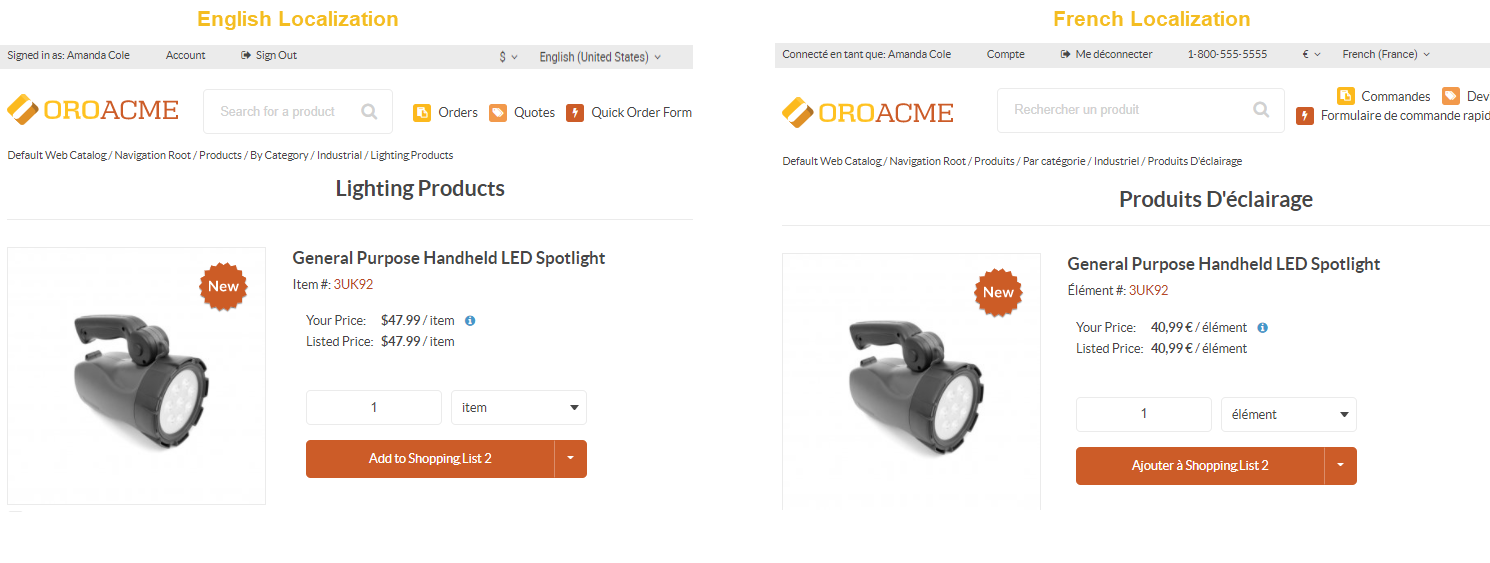 English Localization
Signed in as: Amanda Cole Account Sign Out $ English (United States)
OROACME Search for a product Orders Quotes Quick Order Form
Default Web Catalog / Navigation Root / Products / By Category / Industrial / Lighting Products
Lighting Products
New
General Purpose Handheld LED Spotlight
Item #: 3UK92
Your Price: $47.99 / item
Listed Price: $47.99 / item
1 item
Add to Shopping List 2
French Localization
Connecté en tant que: Amanda Cole Compte Me déconnecter 1-800-555-5555 € French (France)
OROACME Rechercher un produit Commandes Dev
Formulaire de commande rapid
Default Web Catalog / Navigation Root / Produits / Par catégorie / Industriel / Produits D'éclairage
Produits D'éclairage
New
General Purpose Handheld LED Spotlight
Élément #: 3UK92
Your Price: 40,99 € / élément
Listed Price: 40,99 € / élément
1 élément
Ajouter à Shopping List 2